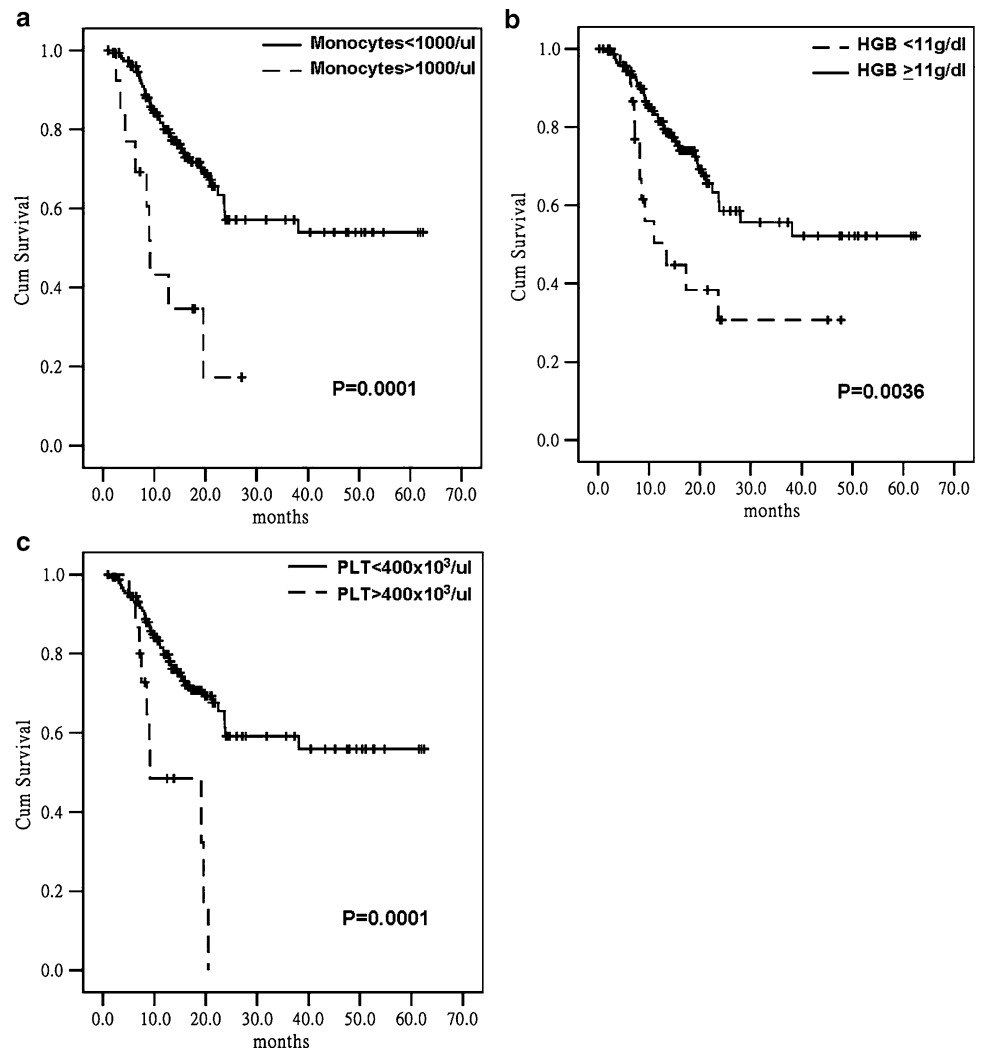 a
Monocytes<1000/ul
Monocytes>1000/ul
1.0
0.8
0.6
0.4
0.2
0.0
Cum Survival
P=0.0001
0.0 10.0 20.0 30.0 40.0 50.0 60.0 70.0
months
b
HGB <11g/dl
HGB ≥11g/dl
1.0
0.8
0.6
0.4
0.2
0.0
Cum Survival
P=0.0036
0.0 10.0 20.0 30.0 40.0 50.0 60.0 70.0
months
c
PLT<400x10³/ul
PLT>400x10³/ul
1.0
0.8
0.6
0.4
0.2
0.0
Cum Survival
P=0.0001
0.0 10.0 20.0 30.0 40.0 50.0 60.0 70.0
months